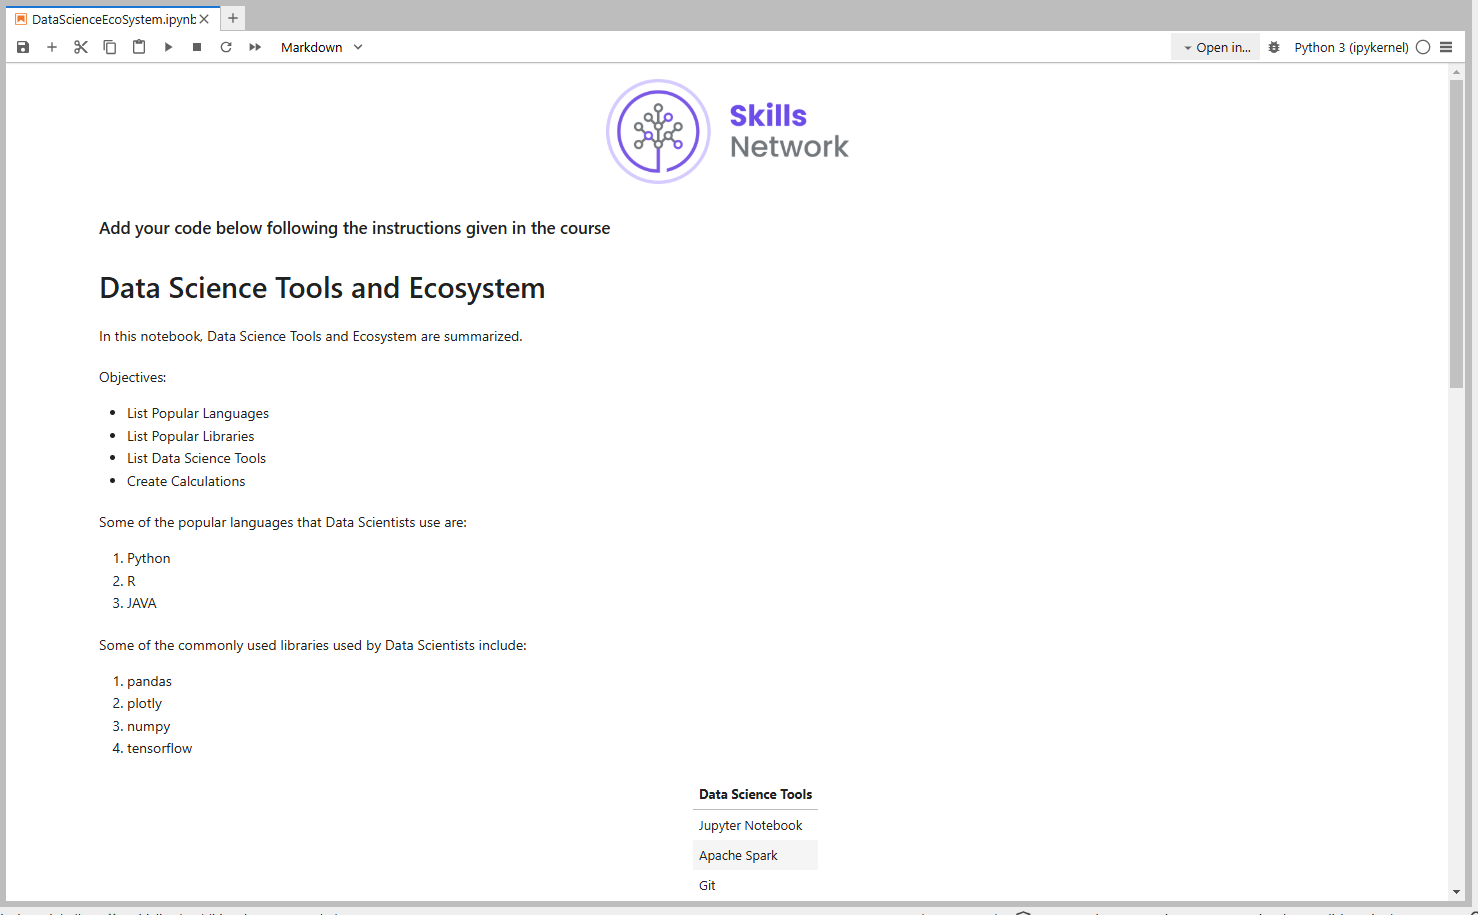 DataScienceEcoSystem.ipynb
Markdown
Open in...
Python 3 (ipykernel)
Skills
Network
Add your code below following the instructions given in the course
Data Science Tools and Ecosystem
In this notebook, Data Science Tools and Ecosystem are summarized.
Objectives:
• List Popular Languages
• List Popular Libraries
• List Data Science Tools
• Create Calculations
Some of the popular languages that Data Scientists use are:
1. Python
2. R
3. JAVA
Some of the commonly used libraries used by Data Scientists include:
1. pandas
2. plotly
3. numpy
4. tensorflow
Data Science Tools
Jupyter Notebook
Apache Spark
Git